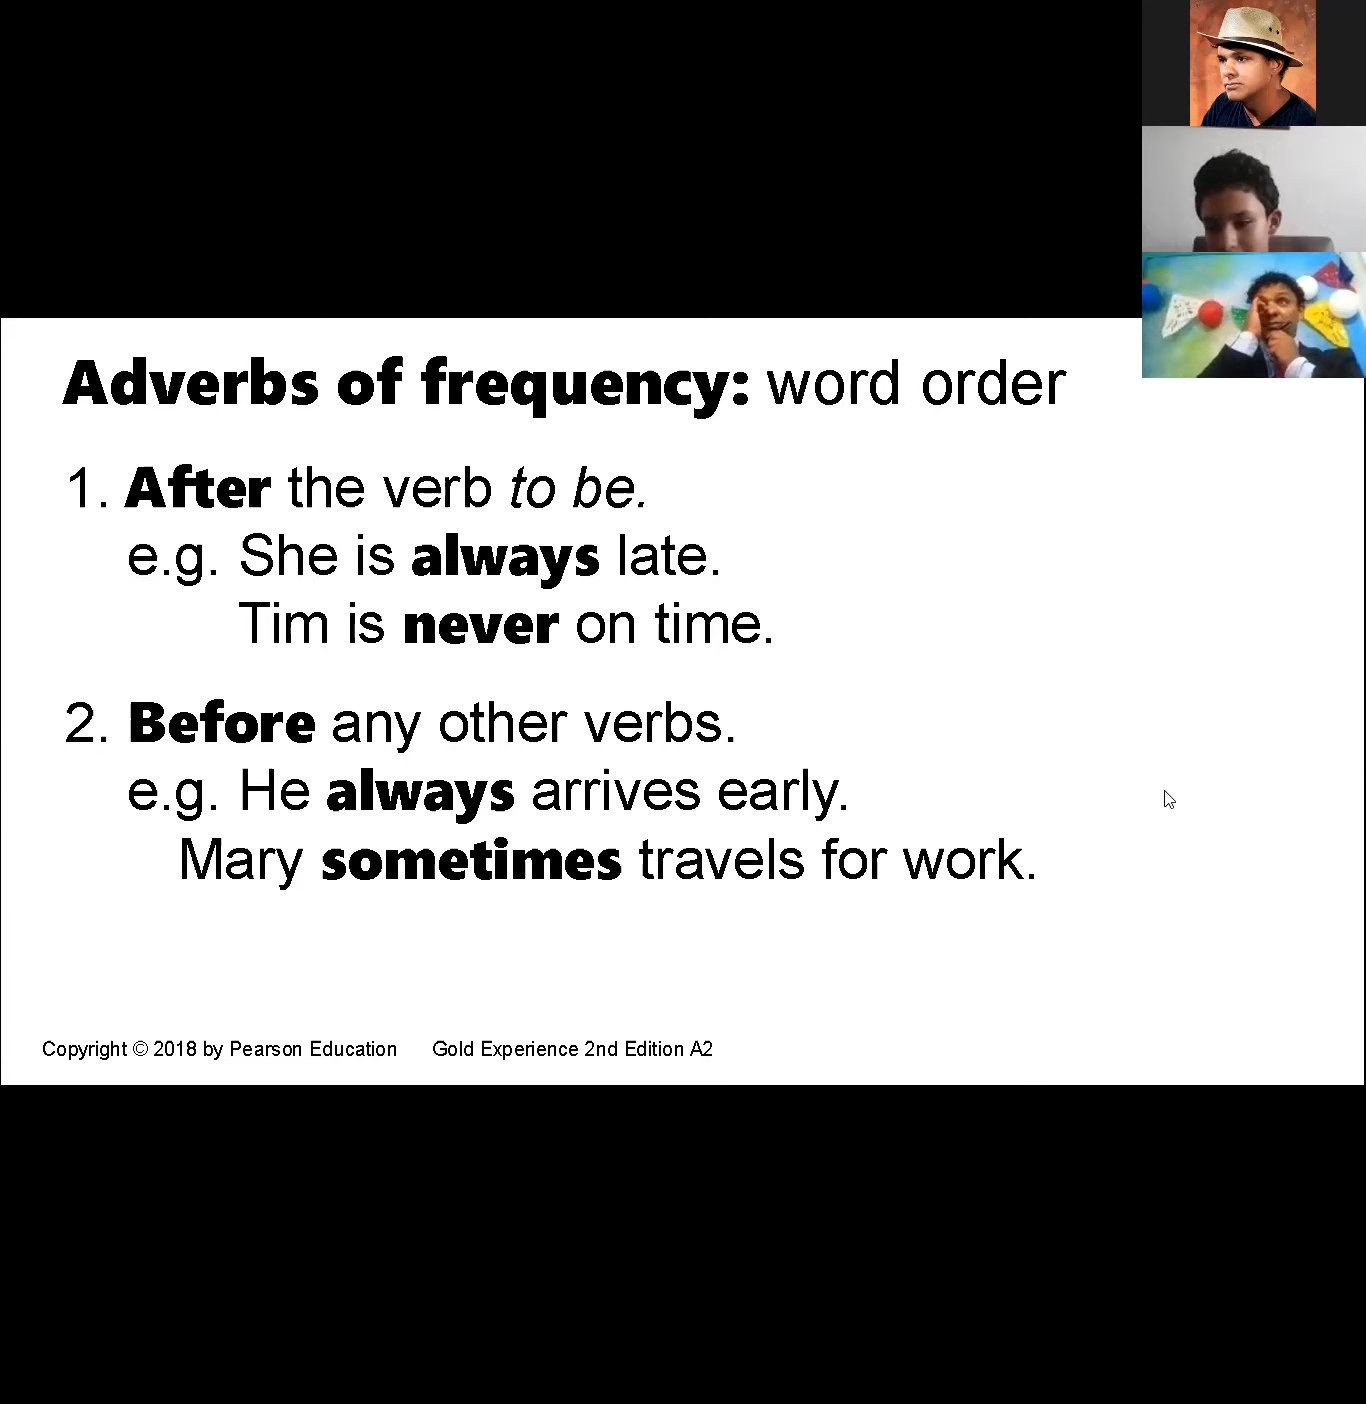 Adverbs of frequency: word order
1. After the verb to be.
e.g. She is always late.
Tim is never on time.
2. Before any other verbs.
e.g. He always arrives early.
Mary sometimes travels for work.
Copyright © 2018 by Pearson Education Gold Experience 2nd Edition A2